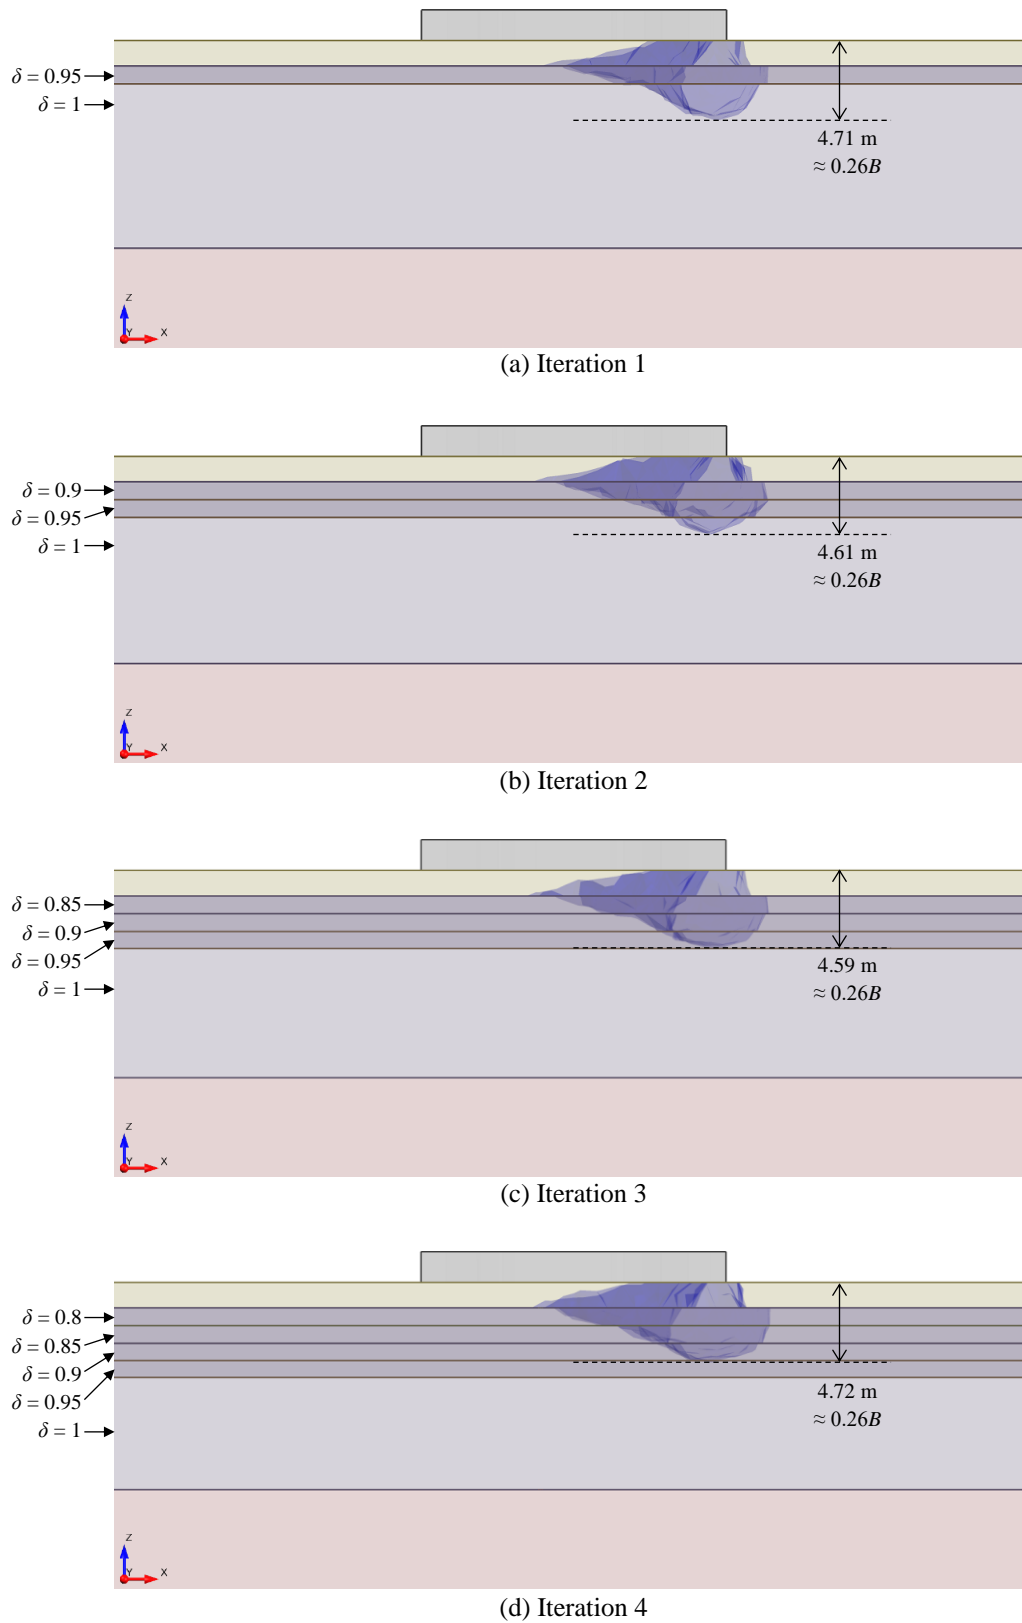 δ = 0.95
δ = 1
4.71 m
≈ 0.26B
Z
Y
X
(a) Iteration 1
δ = 0.9
δ = 0.95
δ = 1
4.61 m
≈ 0.26B
Z
Y
X
(b) Iteration 2
δ = 0.85
δ = 0.9
δ = 0.95
δ = 1
4.59 m
≈ 0.26B
Z
Y
X
(c) Iteration 3
δ = 0.8
δ = 0.85
δ = 0.9
δ = 0.95
δ = 1
4.72 m
≈ 0.26B
Z
Y
X
(d) Iteration 4